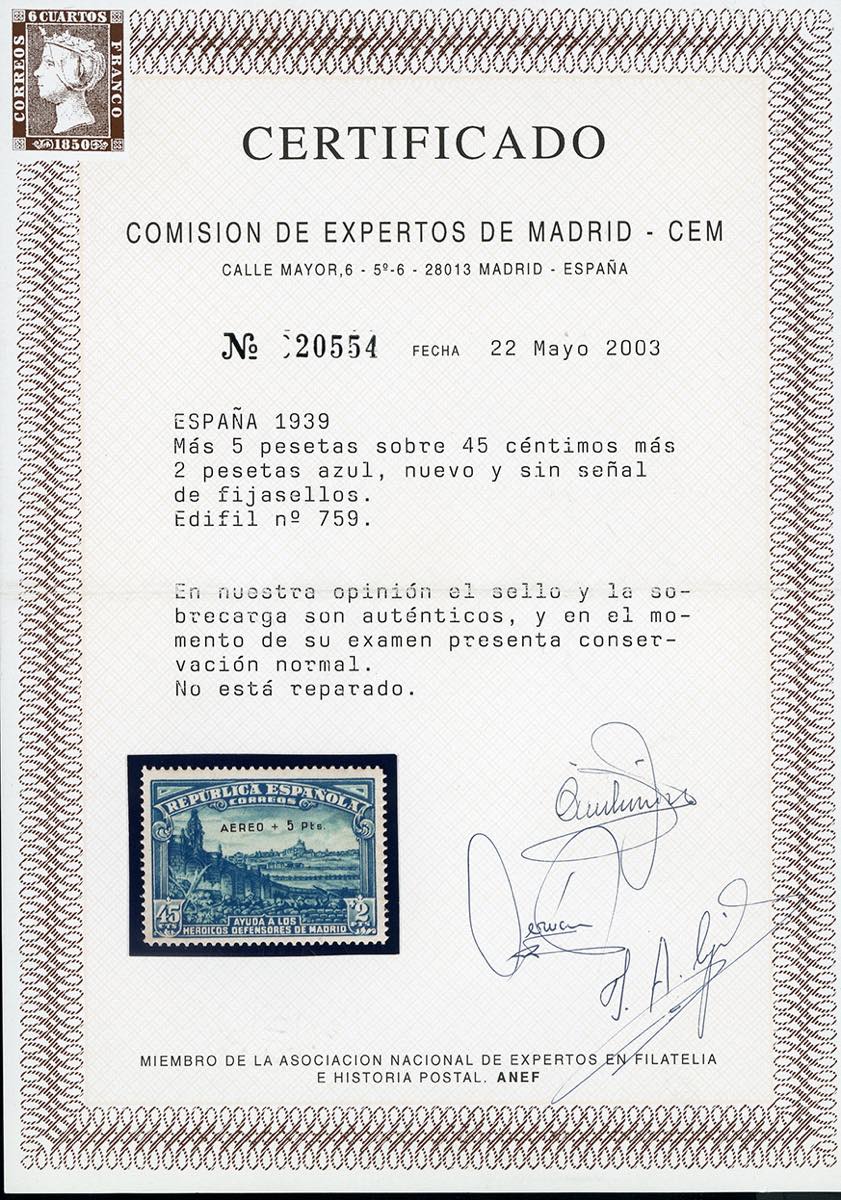 6 CUARTOS
CORREOS
FRANCO
1850
CERTIFICADO
COMISION DE EXPERTOS DE MADRID - CEM
CALLE MAYOR,6 - 5º-6 - 28013 MADRID - ESPAÑA
Nº 20554 FECHA 22 Mayo 2003
ESPAÑA 1939
Más 5 pesetas sobre 45 céntimos más
2 pesetas azul, nuevo y sin señal
de fijasellos.
Edifil nº 759.
En nuestra opinión el sello y la so-
brecarga son auténticos, y en el mo-
mento de su examen presenta conser-
vación normal.
No está reparado.
REPUBLICA ESPAÑOLA
CORREOS
AEREO + 5 Pts.
45 CTS
2 PTS
AYUDA A LOS
HEROICOS DEFENSORES DE MADRID
MIEMBRO DE LA ASOCIACION NACIONAL DE EXPERTOS EN FILATELIA
E HISTORIA POSTAL. ANEF